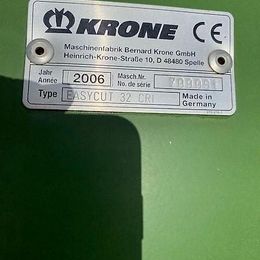 KRONE CE
Maschinenfabrik Bernard Krone GmbH
Heinrich-Krone-Straße 10, D 48480 Spelle
Jahr Année 2006 Masch.Nr. No. de série
Type EASYCUT 32 CRI Made in Germany